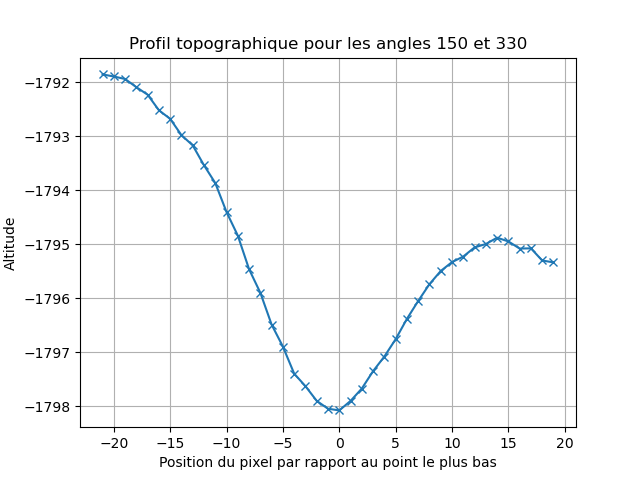 Profil topographique pour les angles 150 et 330
−1792
−1793
−1794
−1795
−1796
−1797
−1798
Altitude
−20 −15 −10 −5 0 5 10 15 20
Position du pixel par rapport au point le plus bas